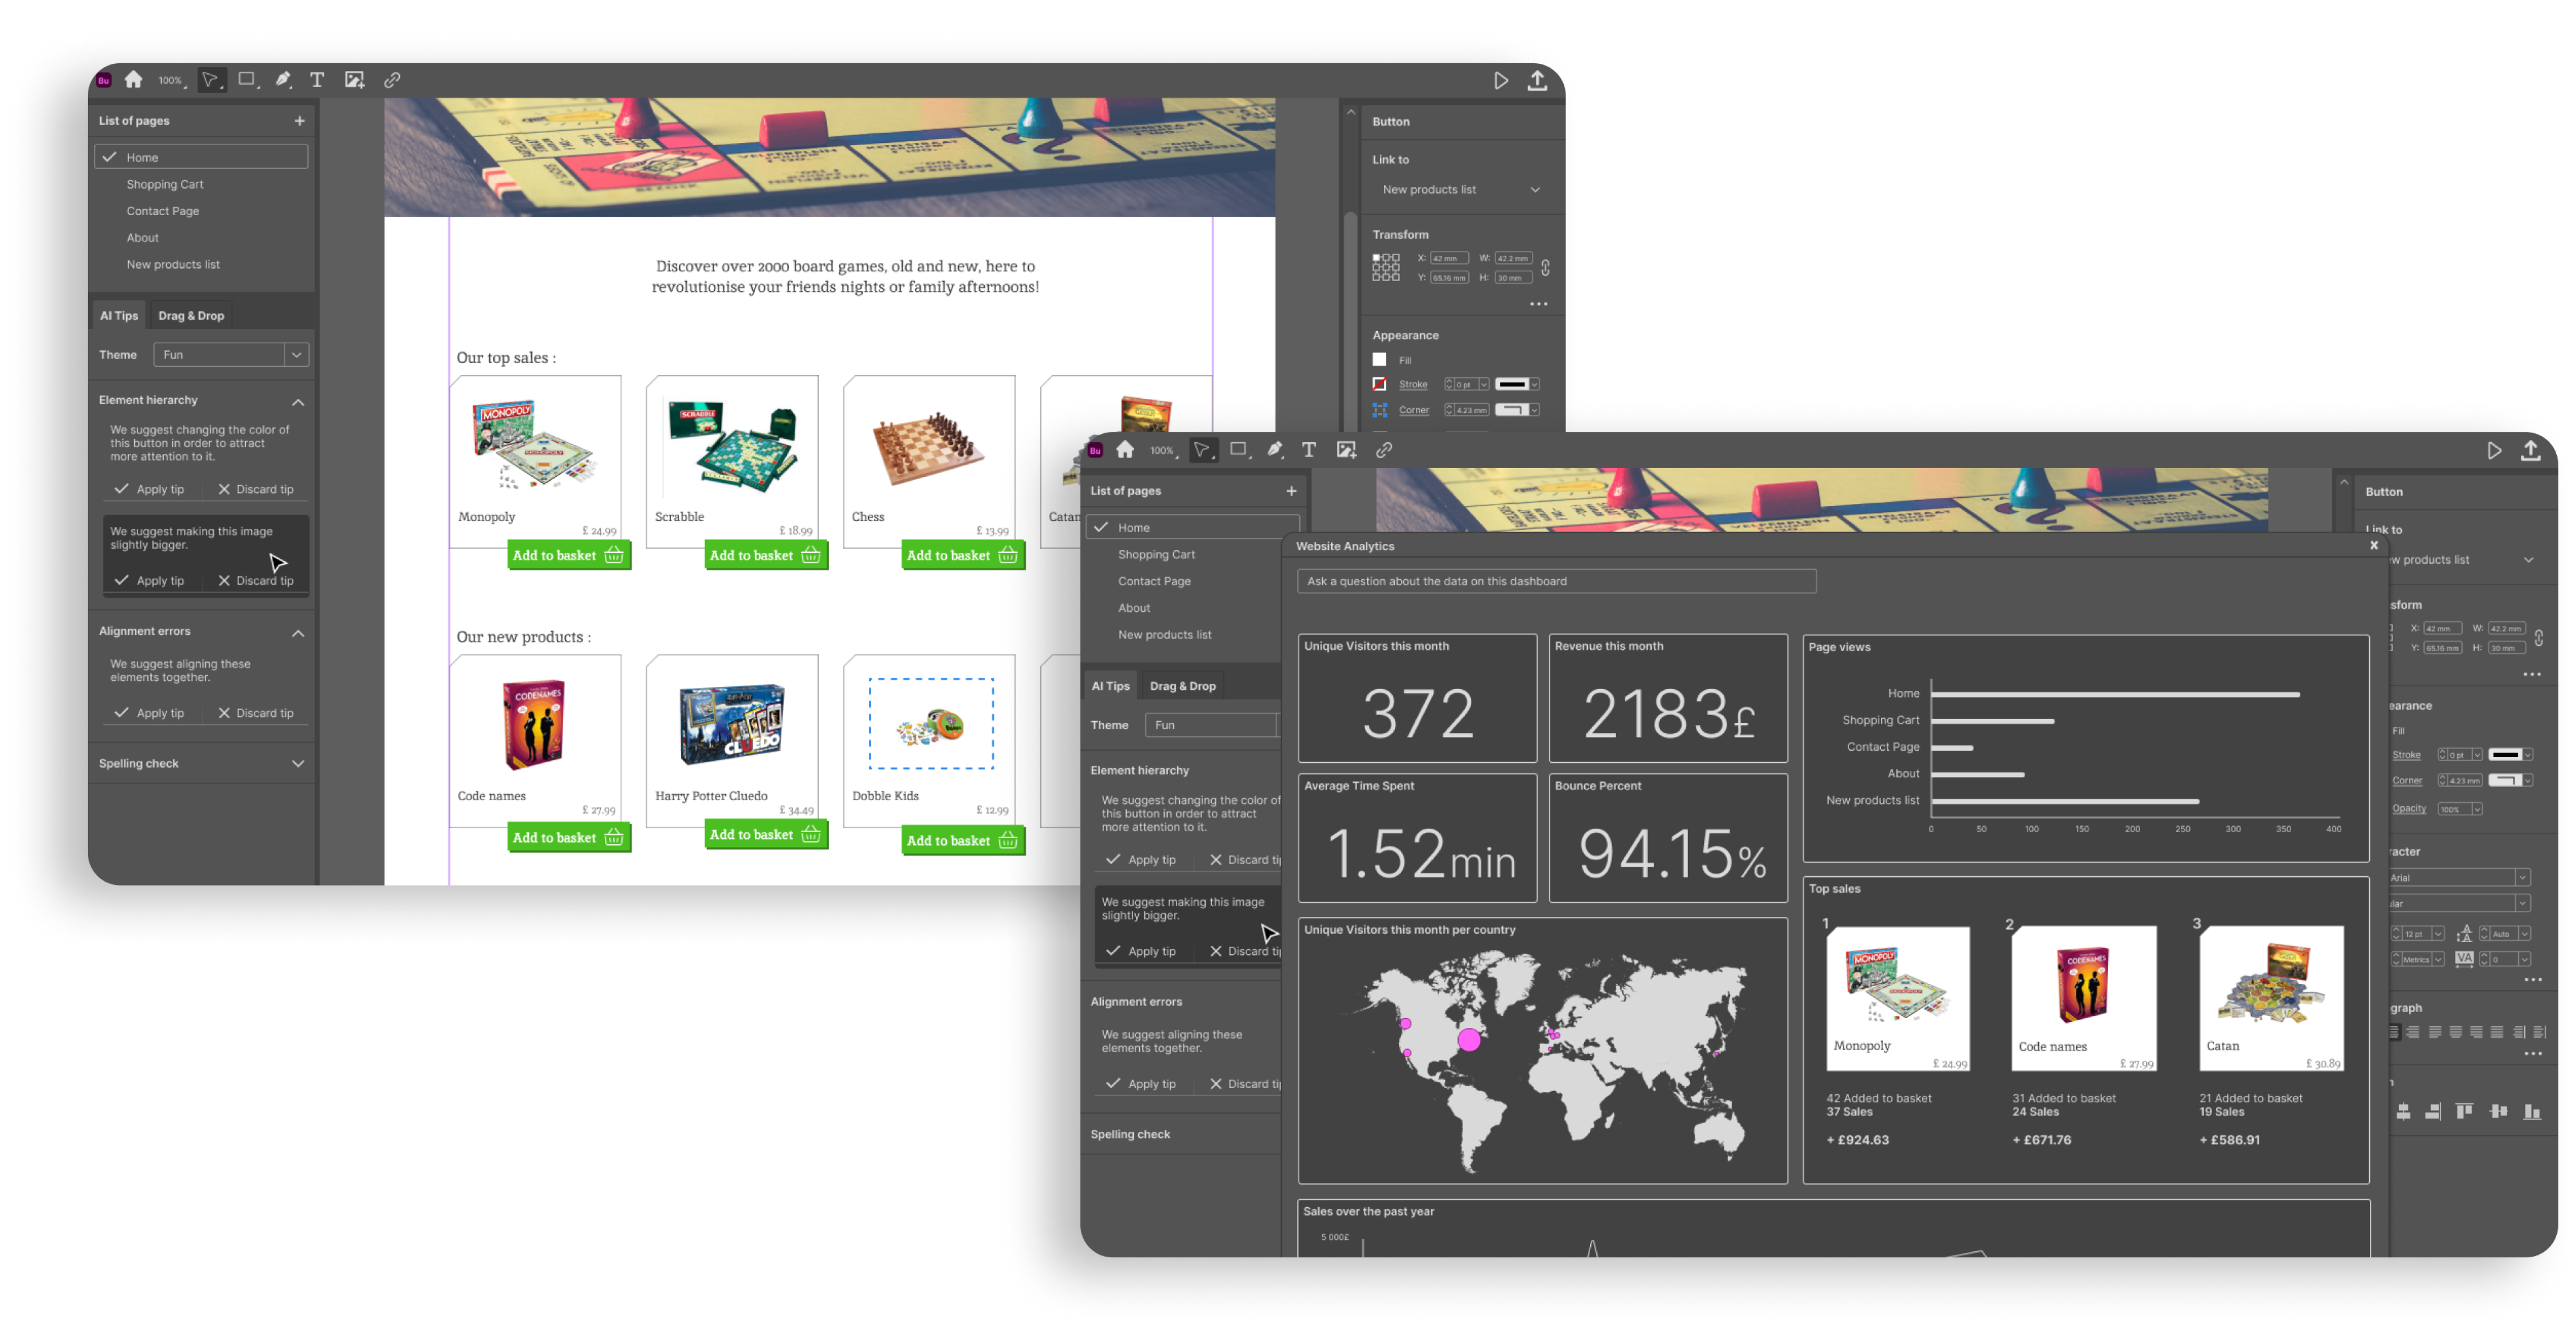 Bu
100%
List of pages
Home
Shopping Cart
Contact Page
About
New products list
AI Tips
Drag & Drop
Theme
Fun
Element hierarchy
We suggest changing the color of
this button in order to attract
more attention to it.
Apply tip
Discard tip
We suggest making this image
slightly bigger.
Apply tip
Discard tip
Alignment errors
We suggest aligning these
elements together.
Apply tip
Discard tip
Spelling check
Discover over 2000 board games, old and new, here to
revolutionise your friends nights or family afternoons!
Our top sales :
MONOPOLY
Monopoly
£ 24.99
Add to basket
SCRABBLE
Scrabble
£ 18.99
Add to basket
Chess
£ 13.99
Add to basket
Catan
Our new products :
CODENAMES
Code names
£ 27.99
Add to basket
CLUEDO
Harry Potter Cluedo
£ 34.49
Add to basket
Dobble Kids
£ 12.99
Add to basket
Button
Link to
New products list
Transform
X: 42 mm W: 42.2 mm
Y: 65.16 mm H: 30 mm
Appearance
Fill
Stroke 0 pt
Corner 4.23 mm
Bu
100%
List of pages
Home
Shopping Cart
Contact Page
About
New products list
AI Tips
Drag & Drop
Theme
Fun
Element hierarchy
We suggest changing the color of
this button in order to attract
more attention to it.
Apply tip
Discard tip
We suggest making this image
slightly bigger.
Apply tip
Discard tip
Alignment errors
We suggest aligning these
elements together.
Apply tip
Discard tip
Spelling check
Website Analytics
x
Ask a question about the data on this dashboard
Unique Visitors this month
372
Revenue this month
2183£
Average Time Spent
1.52min
Bounce Percent
94.15%
Page views
Home
Shopping Cart
Contact Page
About
New products list
0 50 100 150 200 250 300 350 400
Unique Visitors this month per country
Top sales
1
MONOPOLY
Monopoly
£ 24.99
42 Added to basket
37 Sales
+ £924.63
2
CODENAMES
Code names
£ 27.99
31 Added to basket
24 Sales
+ £671.76
3
Catan
£ 30.89
21 Added to basket
19 Sales
+ £586.91
Sales over the past year
5 000£
Button
Link to
ew products list
sform
X: 42 mm W: 42.2 mm
Y: 65.16 mm H: 30 mm
earance
Fill
Stroke 0 pt
Corner 4.23 mm
Opacity 100%
racter
Arial
ular
12 pt Auto
Metrics VA 0
graph